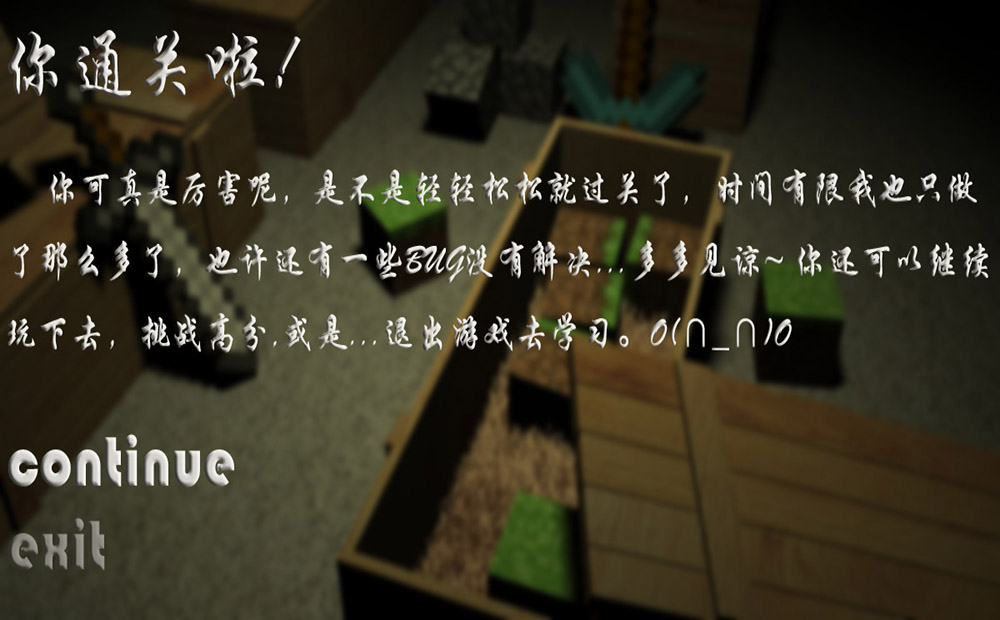 你通关啦!
你可真是厉害呢，是不是轻轻松松就过关了，时间有限我也只做
了那么多了，也许还有一些BUG没有解决...多多见谅~你还可以继续
玩下去，挑战高分.或是...退出游戏去学习。O(∩_∩)O
continue
exit